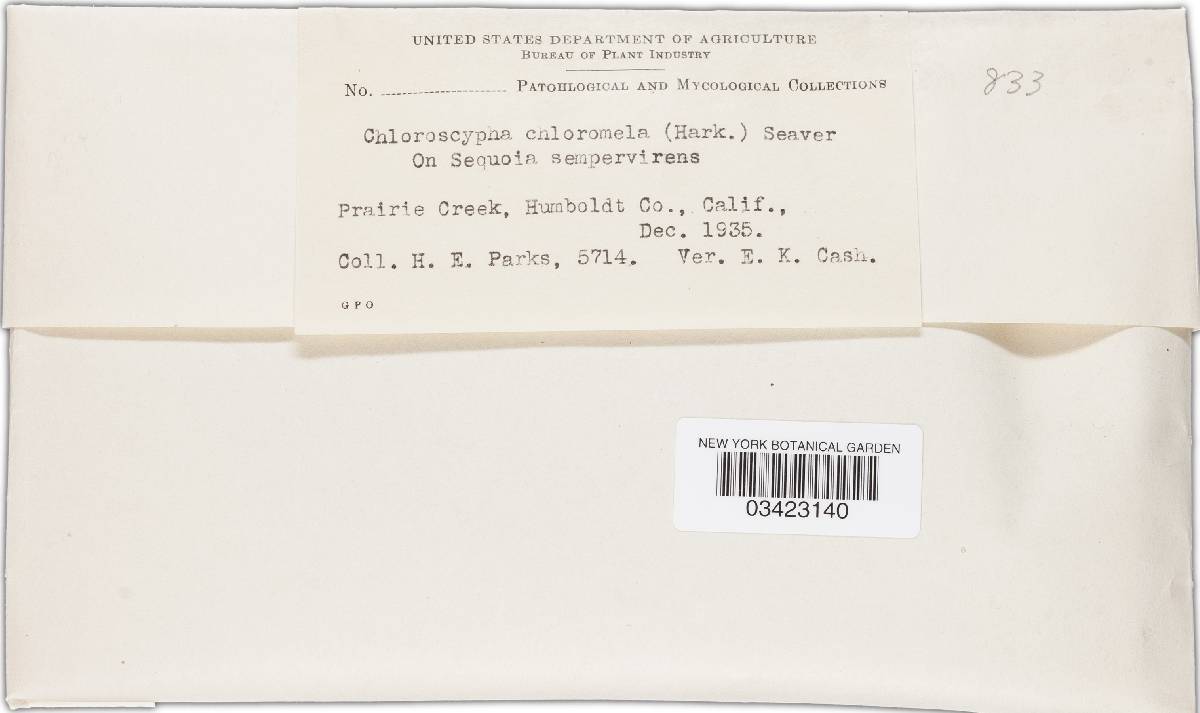 UNITED STATES DEPARTMENT OF AGRICULTURE
BUREAU OF PLANT INDUSTRY
No. PATOHLOGICAL AND MYCOLOGICAL COLLECTIONS
833
Chloroscypha chloromela (Hark.) Seaver
On Sequoia sempervirens
Prairie Creek, Humboldt Co., Calif.,
Dec. 1935.
Coll. H. E. Parks, 5714. Ver. E. K. Cash.
GPO
NEW YORK BOTANICAL GARDEN
03423140